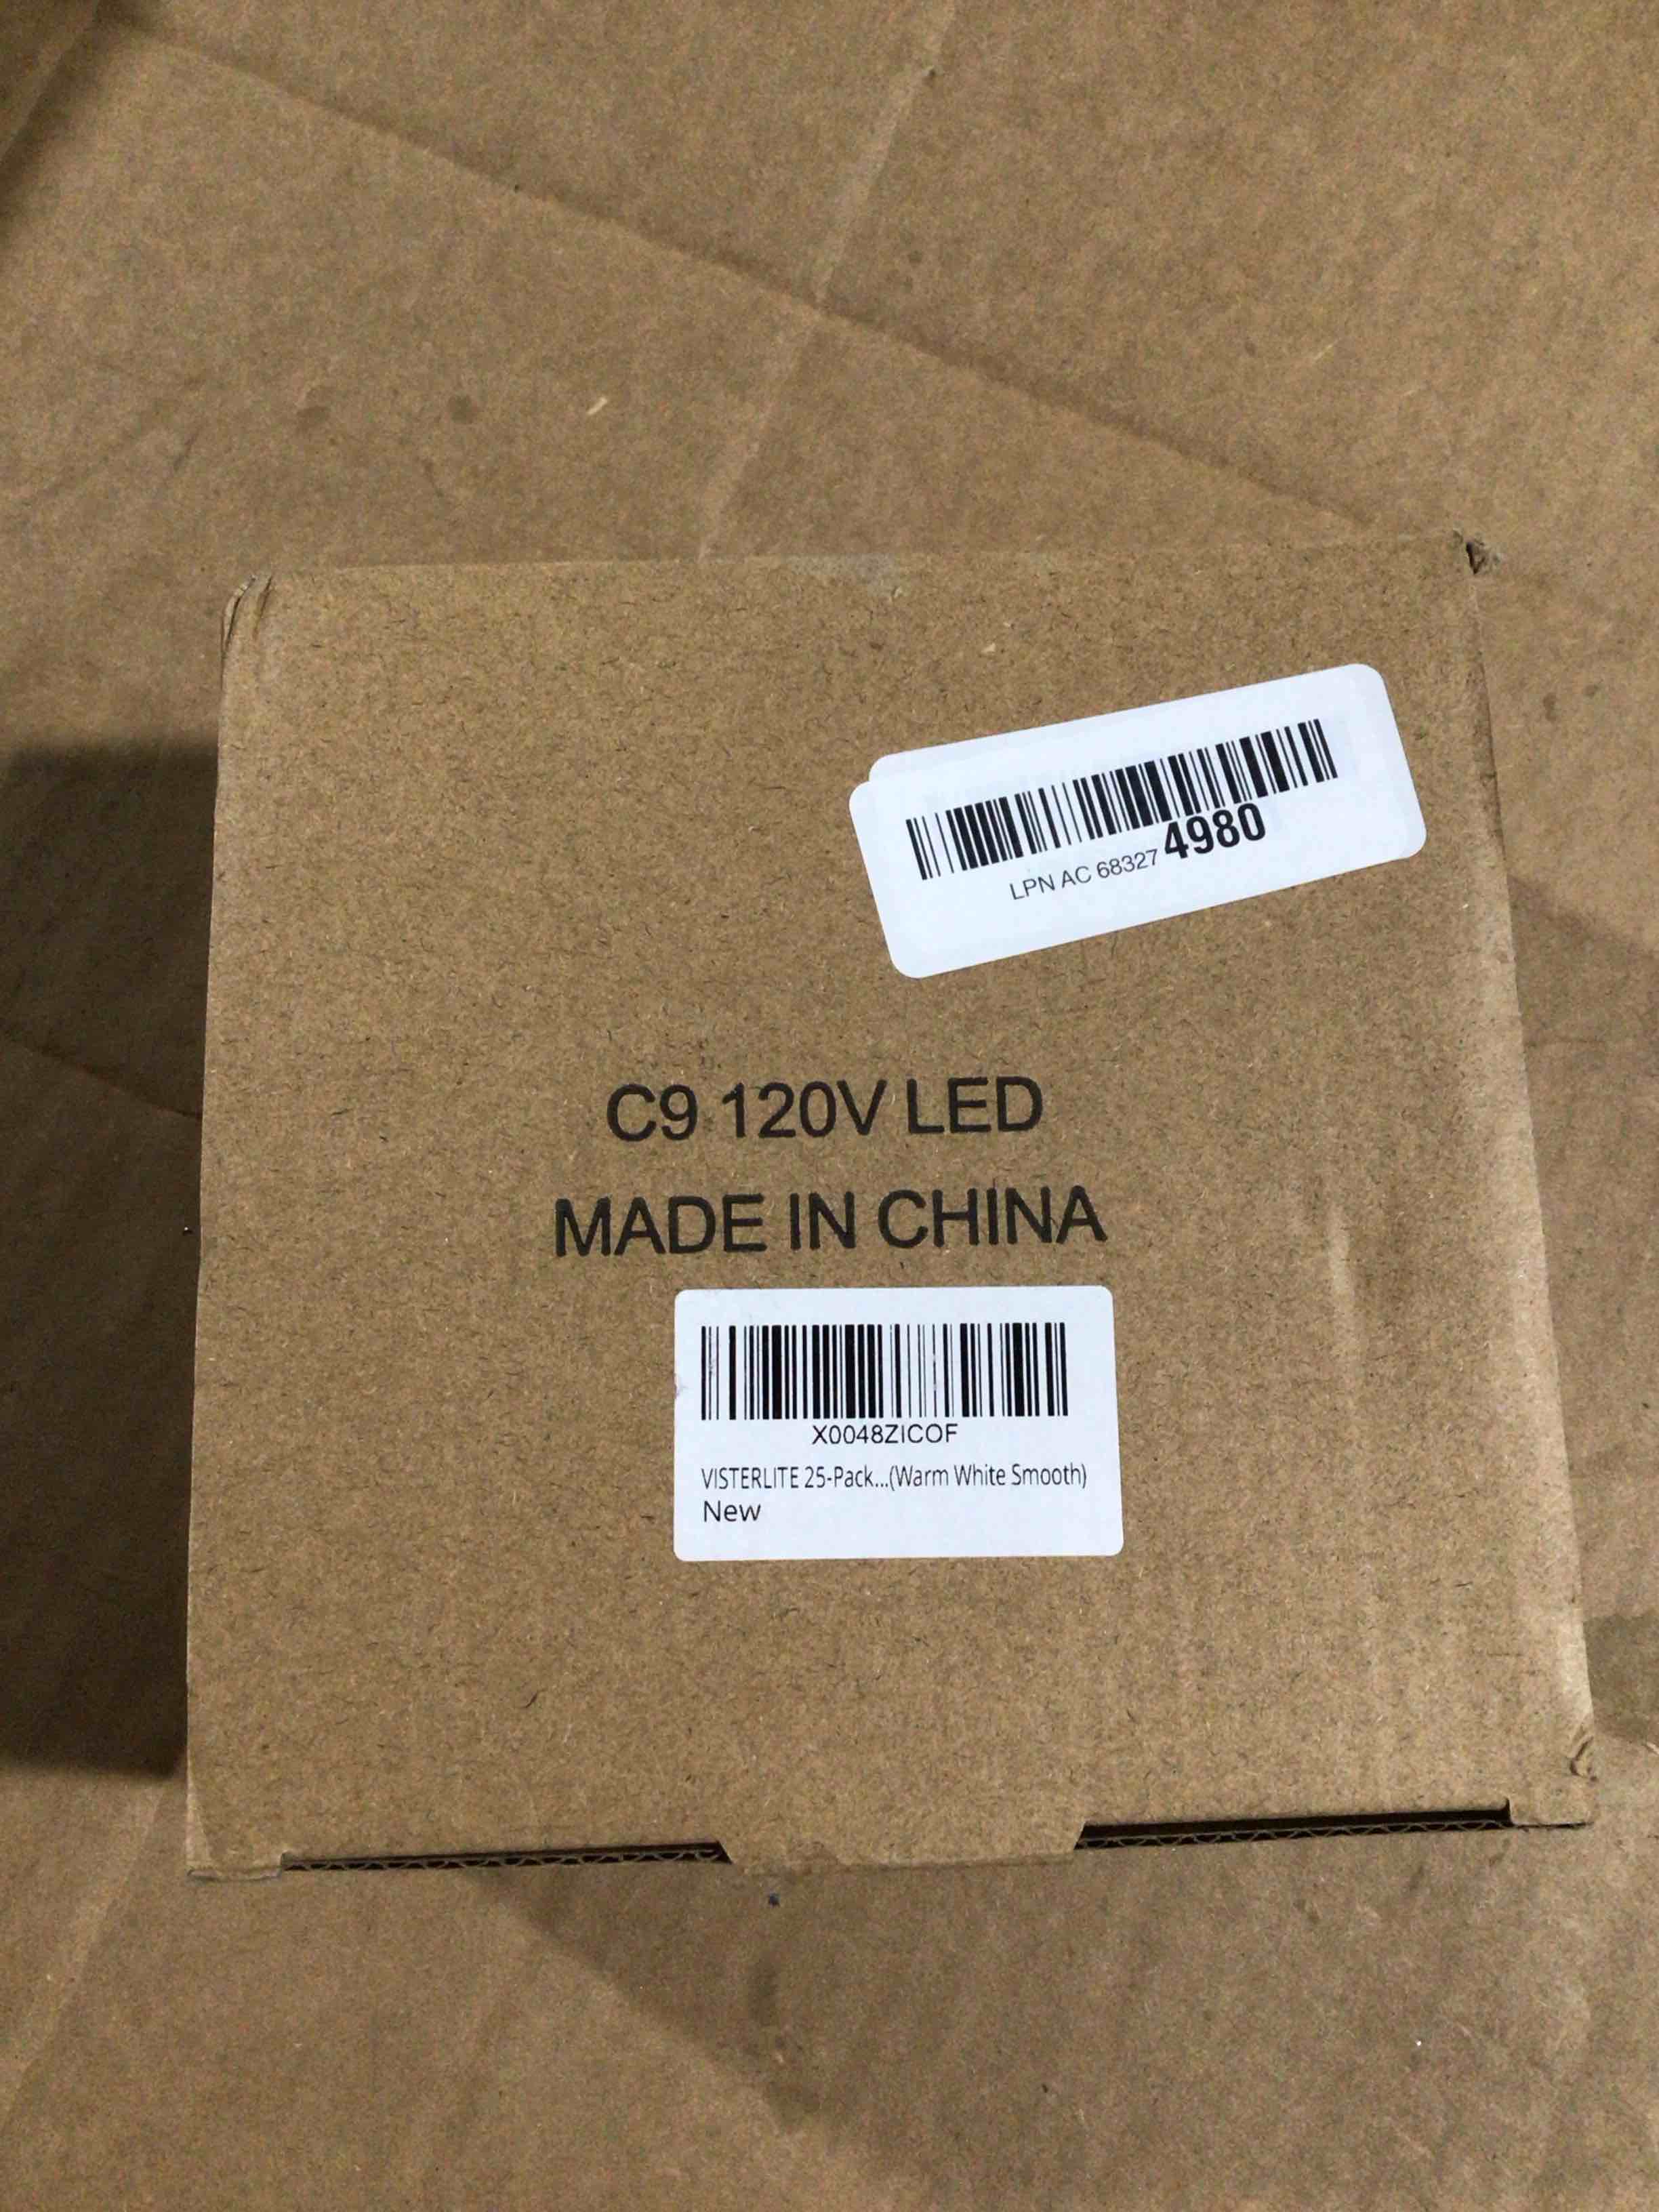 LPN AC 68327 4980
C9 120V LED
MADE IN CHINA
X0048ZICOF
VISTERLITE 25-Pack...(Warm White Smooth)
New